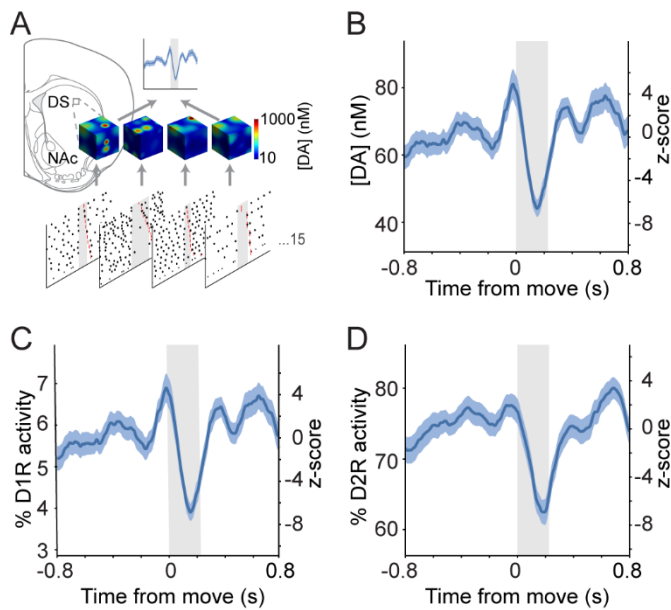 A
DS
NAc
1000
10
[DA] (nM)
...15
B
80
60
40
[DA] (nM)
4
0
-4
-8
z-score
-0.8
0
0.8
Time from move (s)
C
7
6
5
4
3
% D1R activity
4
0
-4
-8
z-score
-0.8
0
0.8
Time from move (s)
D
80
70
60
% D2R activity
4
0
-4
-8
z-score
-0.8
0
0.8
Time from move (s)